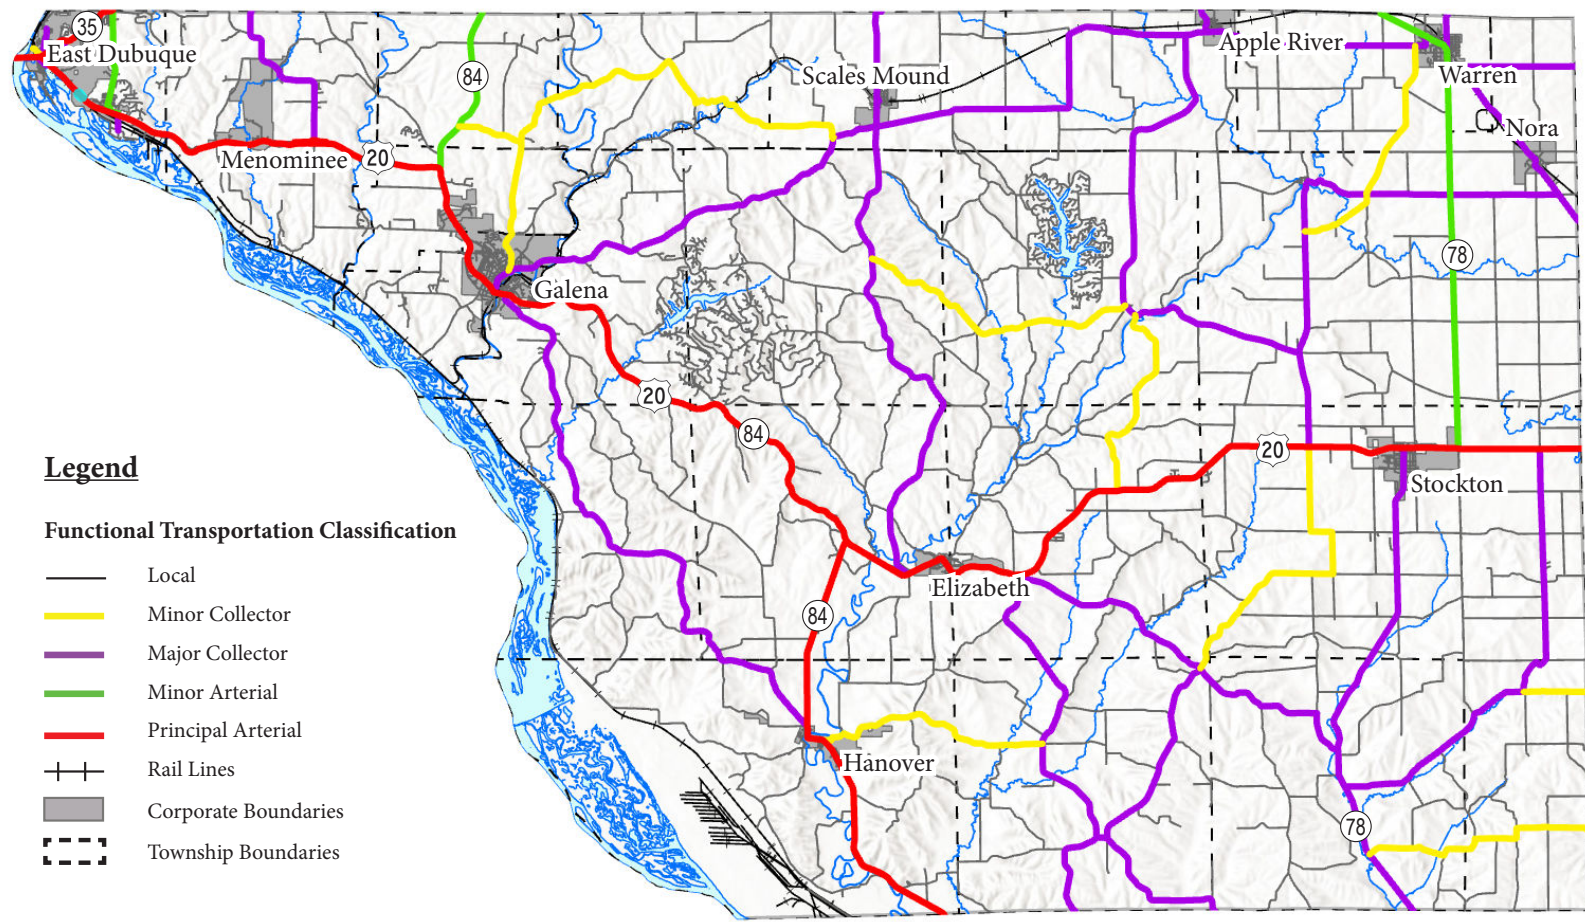 35
East Dubuque
84
Scales Mound
Apple River
Warren
Nora
Menominee
20
78
Galena
20
84
20
Stockton
Legend
Functional Transportation Classification
Local
Minor Collector
Major Collector
Minor Arterial
Principal Arterial
Rail Lines
Corporate Boundaries
Township Boundaries
Elizabeth
84
Hanover
78